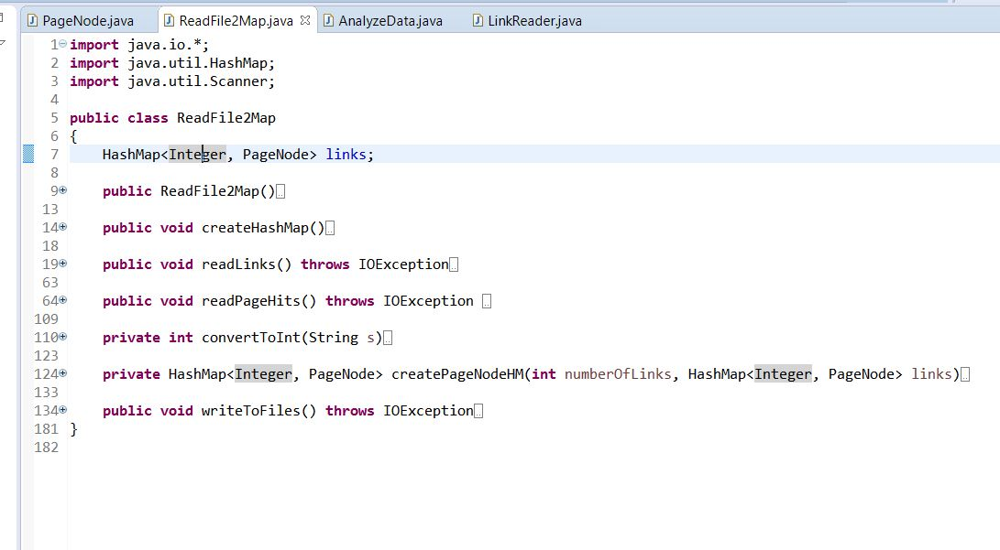 PageNode.java ReadFile2Map.java AnalyzeData.java LinkReader.java
1 import java.io.*;
2 import java.util.HashMap;
3 import java.util.Scanner;
4
5 public class ReadFile2Map
6 {
7 HashMap<Integer, PageNode> links;
8
9 public ReadFile2Map()
13
14 public void createHashMap()
18
19 public void readLinks() throws IOException
63
64 public void readPageHits() throws IOException
109
110 private int convertToInt(String s)
123
124 private HashMap<Integer, PageNode> createPageNodeHM(int numberOfLinks, HashMap<Integer, PageNode> links)
133
134 public void writeToFiles() throws IOException
181 }
182